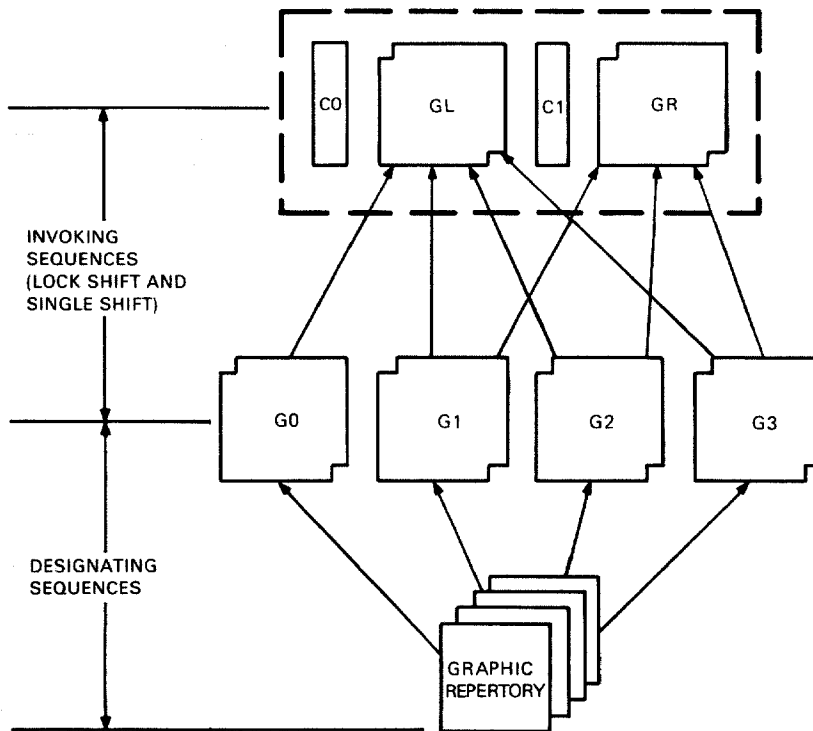 C0
GL
C1
GR
INVOKING
SEQUENCES
(LOCK SHIFT AND
SINGLE SHIFT)
G0
G1
G2
G3
DESIGNATING
SEQUENCES
GRAPHIC
REPERTORY